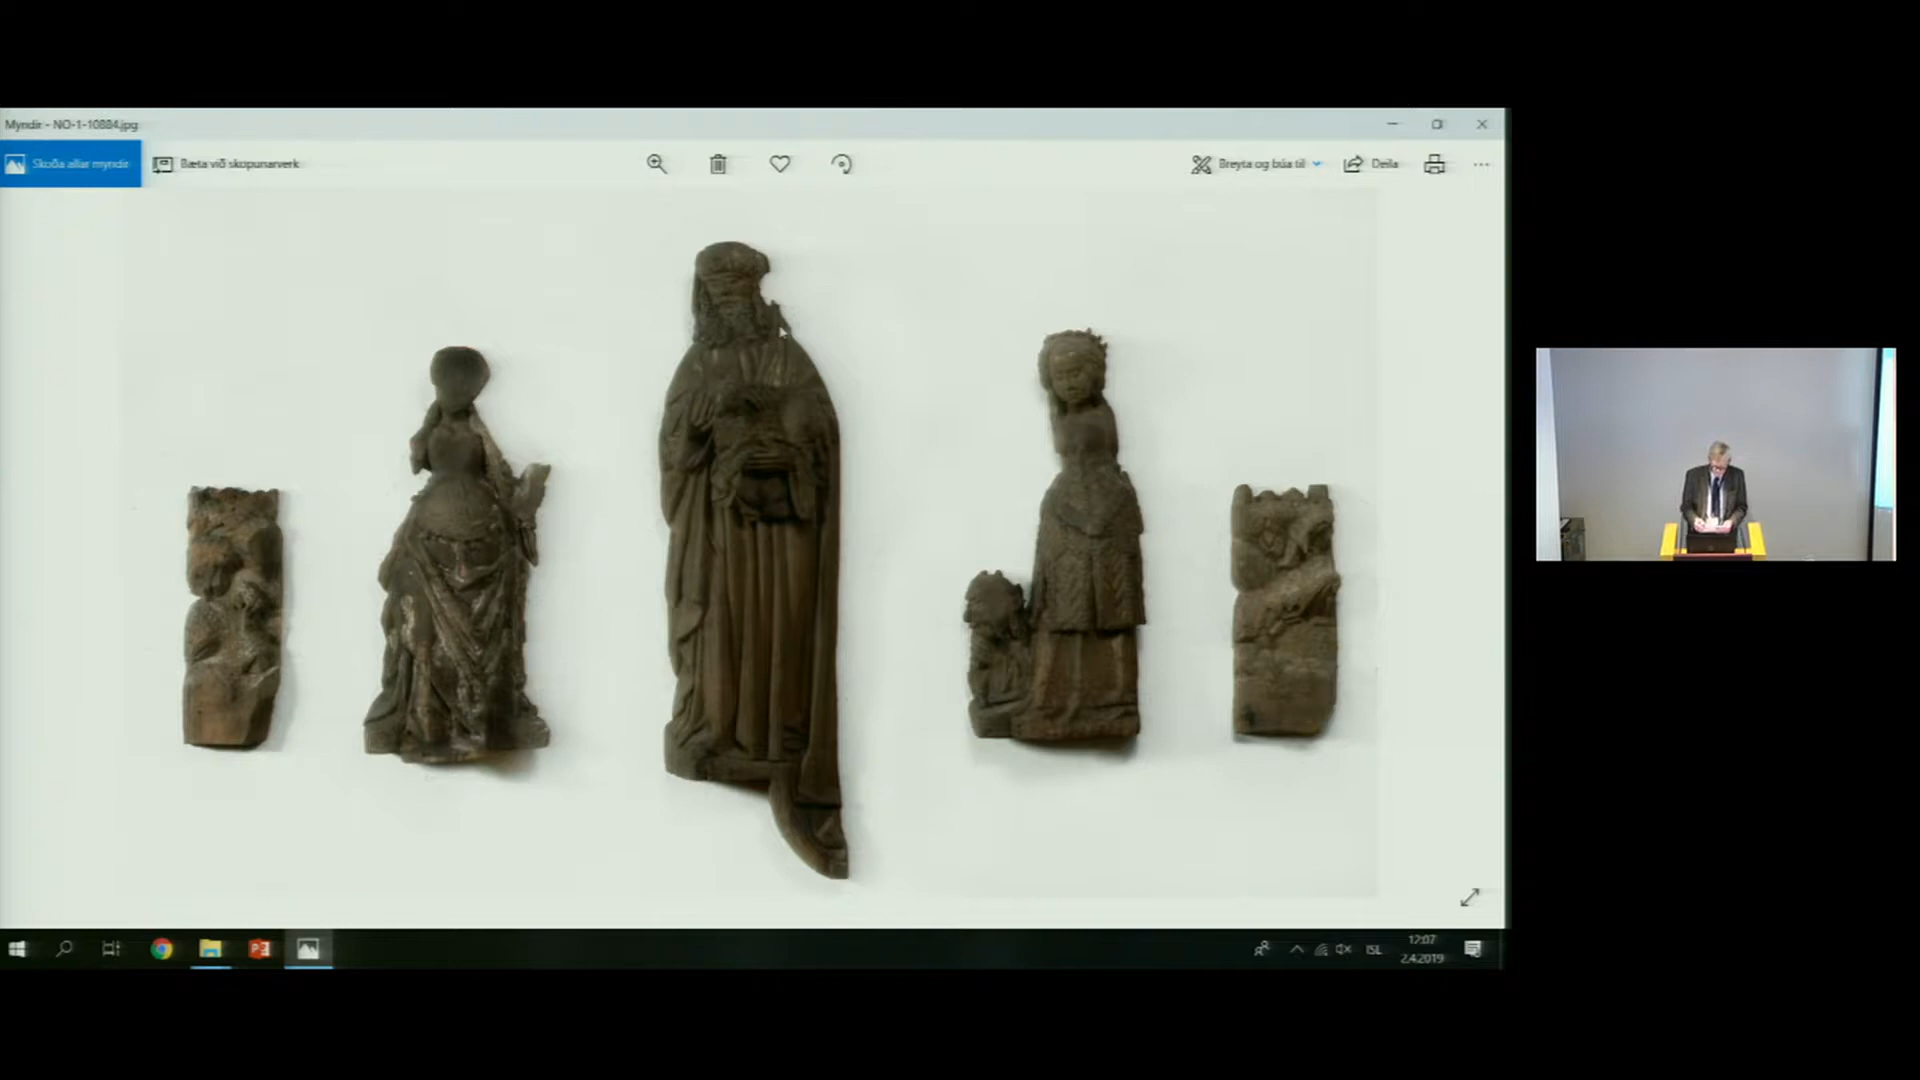 Myndir - NO-1-10884.jpg
Skoða allar myndir
Bæta við sköpunarverk
Breyta og búa til
Deila
ISL
12:07
2.4.2019